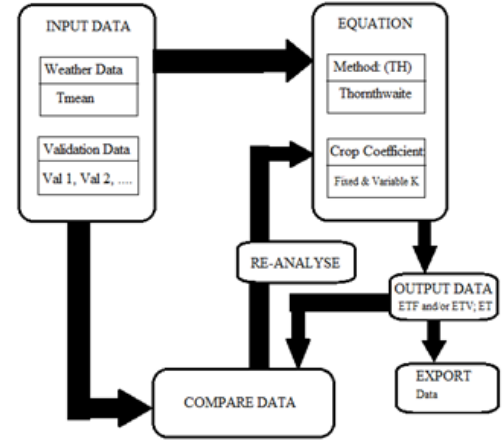 INPUT DATA
Weather Data
Tmean
Validation Data
Val 1, Val 2, ....
EQUATION
Method: (TH)
Thornthwaite
Crop Coefficient:
Fixed & Variable K
RE-ANALYSE
OUTPUT DATA
ETF and/or ETV; ET
EXPORT
Data
COMPARE DATA